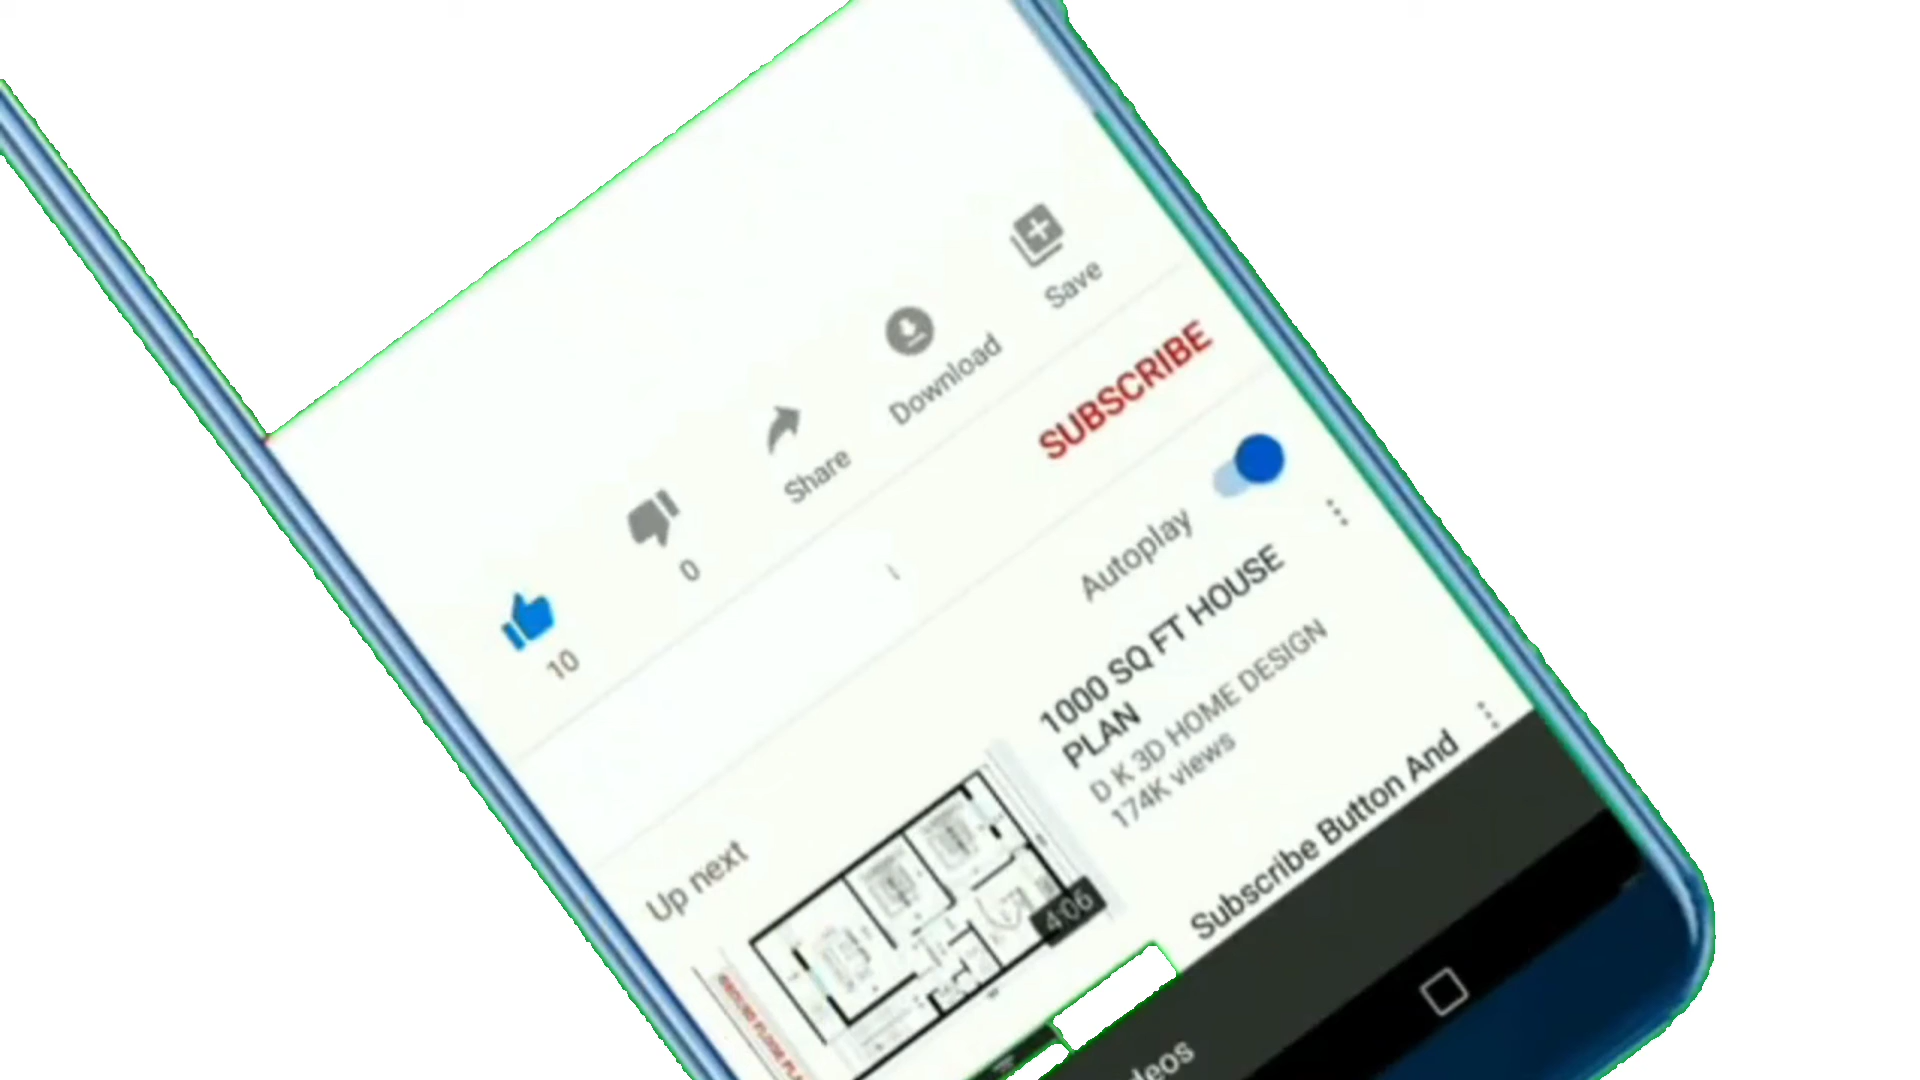 Save
Download
Share
0
10
SUBSCRIBE
Autoplay
Up next
1000 SQ FT HOUSE
PLAN
D K 3D HOME DESIGN
174K views
4:06
Subscribe Button And